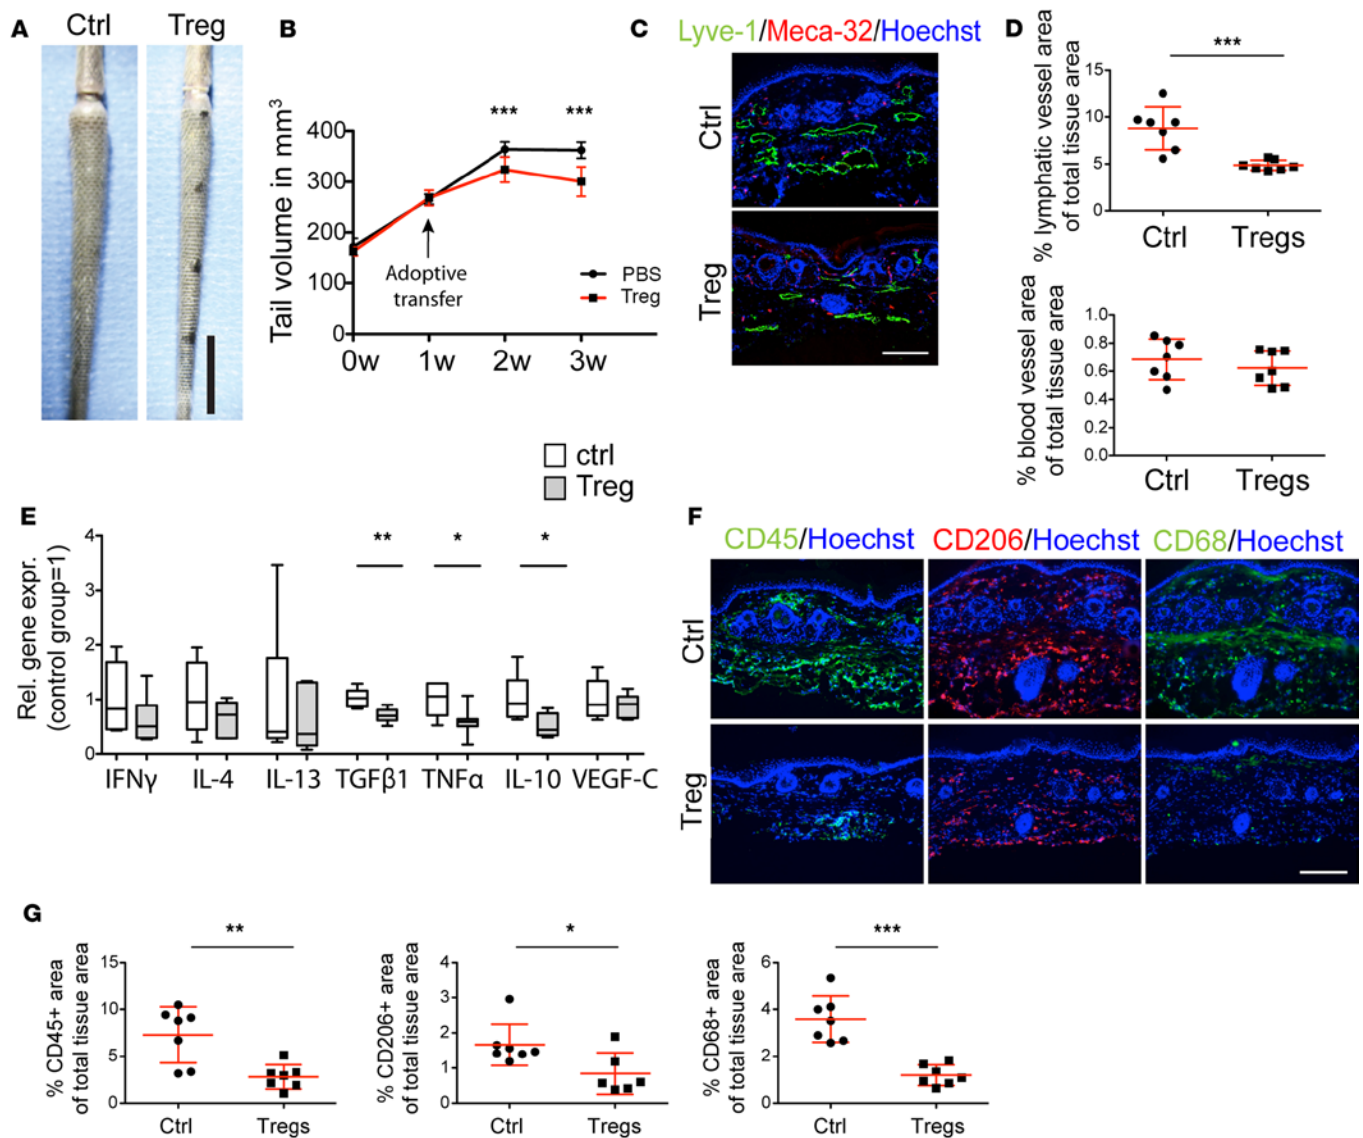 A
Ctrl
Treg
B
Tail volume in mm³
400
300
200
100
0
***
***
Adoptive
transfer
PBS
Treg
0w
1w
2w
3w
C
Lyve-1/Meca-32/Hoechst
Ctrl
Treg
D
% lymphatic vessel area
of total tissue area
15
10
5
0
***
Ctrl
Tregs
% blood vessel area
of total tissue area
1.0
0.8
0.6
0.4
0.2
0.0
Ctrl
Tregs
ctrl
Treg
E
Rel. gene expr.
(control group=1)
4
3
2
1
0
**
*
*
IFNγ
IL-4
IL-13
TGFβ1
TNFα
IL-10
VEGF-C
F
CD45/Hoechst
CD206/Hoechst
CD68/Hoechst
Ctrl
Treg
G
% CD45+ area
of total tissue area
15
10
5
0
**
Ctrl
Tregs
% CD206+ area
of total tissue area
4
3
2
1
0
*
Ctrl
Tregs
% CD68+ area
of total tissue area
6
4
2
0
***
Ctrl
Tregs